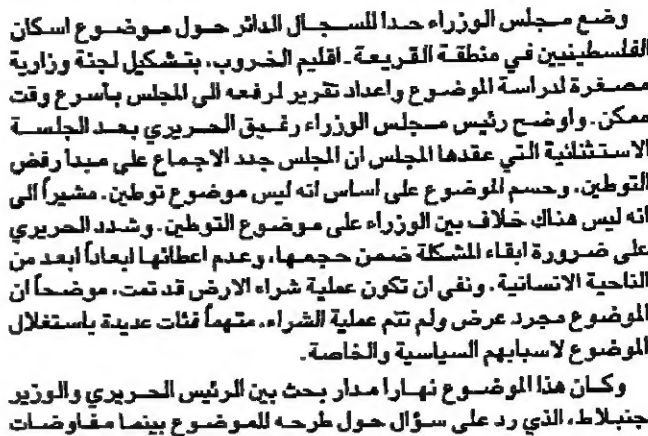 وضع مجلس الوزراء حدا للسجال الدائر حول موضوع اسكان
الفلسطينيين في منطقة القريعة ـ اقليم الخروب، بتشكيل لجنة وزارية
مصغرة لدراسة الموضوع واعداد تقرير لرفعه الى المجلس بأسرع وقت
ممكن. واوضح رئيس مجلس الوزراء رفيق الحريري بعد الجلسة
الاستثنائية التي عقدها المجلس ان المجلس جدد الاجماع على مبدأ رفض
التوطين، وحسم الموضوع على اساس انه ليس موضوع توطين. مشيراً الى
انه ليس هناك خلاف بين الوزراء على موضوع التوطين. وشدد الحريري
على ضرورة ابقاء المشكلة ضمن حجمها، وعدم اعطائها ابعاداً ابعد من
الناحية الانسانية. ونفى ان تكون عملية شراء الارض قد تمت، موضحاً ان
الموضوع مجرد عرض ولم تتم عملية الشراء، متهماً فئات عديدة باستغلال
الموضوع لاسبابهم السياسية والخاصة.
وكان هذا الموضوع نهارا مدار بحث بين الرئيس الحريري والوزير
جنبلاط، الذي رد على سؤال حول طرحه للموضوع بينما مفاوضات